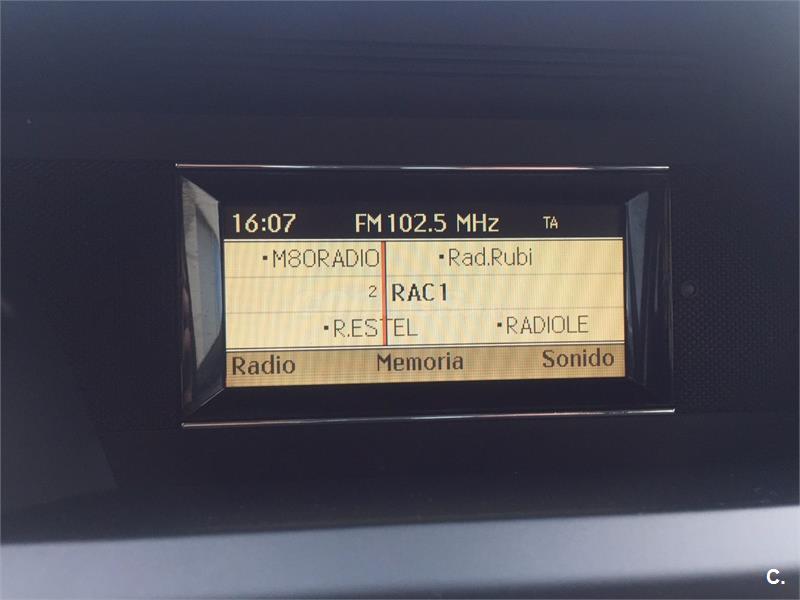 16:07 FM 102.5 MHz TA
•M80RADIO •Rad.Rubi
2 RAC1
•R.ESTEL •RADIOLE
Radio Memoria Sonido
C.